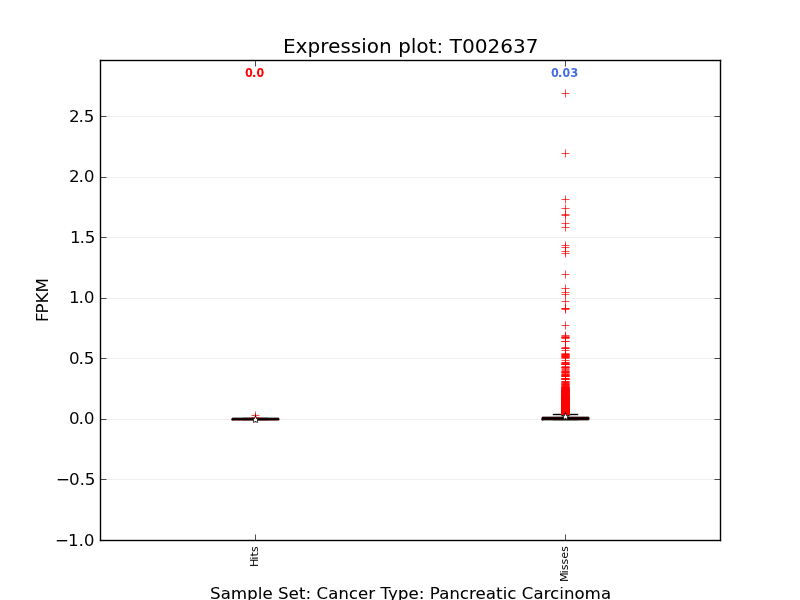 Expression plot: T002637
0.0
0.03
2.5
2.0
1.5
1.0
0.5
0.0
−0.5
−1.0
FPKM
Hits
Misses
Sample Set: Cancer Type: Pancreatic Carcinoma